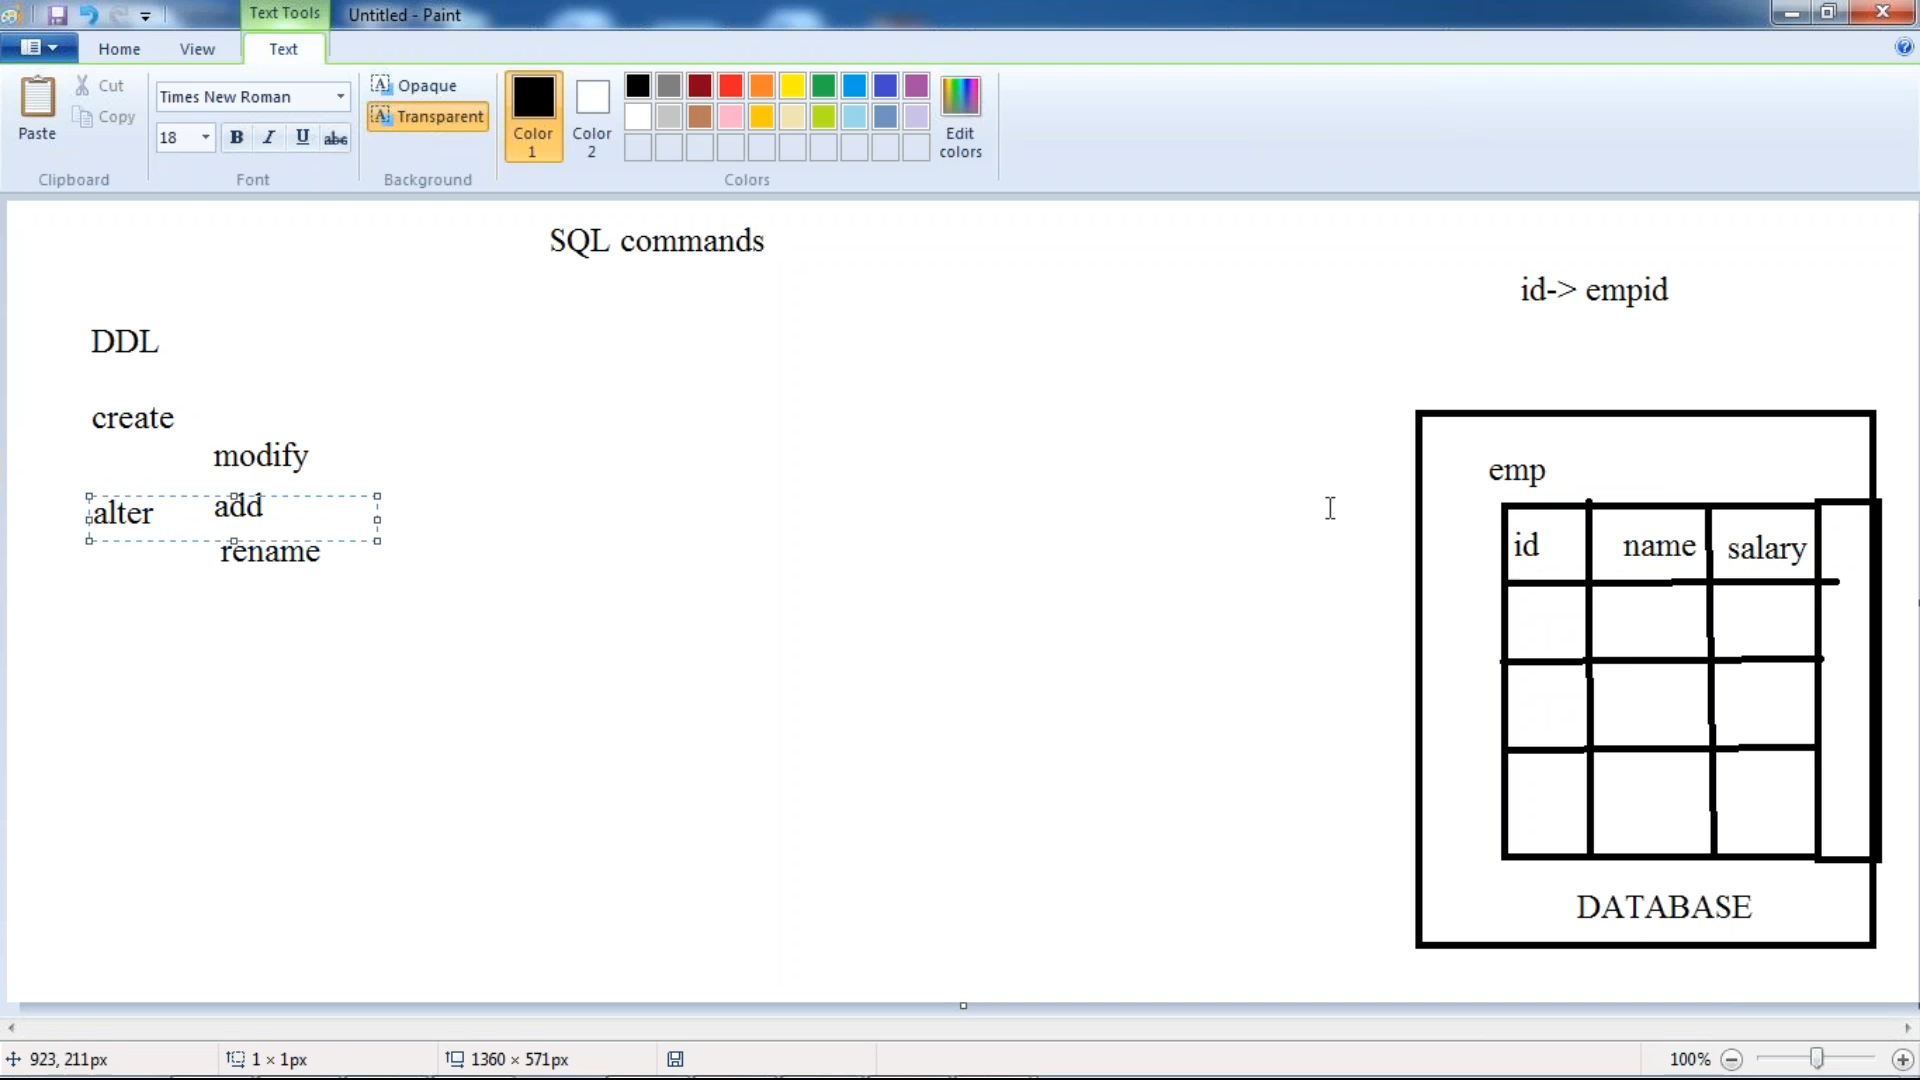 Text Tools
Untitled - Paint
Home
View
Text
Paste
Cut
Copy
Clipboard
Times New Roman
18
B I U abc
Font
A Opaque
A Transparent
Background
Color 1
Color 2
Edit colors
Colors
SQL commands
id-> empid
DDL
create
modify
alter
add
rename
emp
id
name
salary
DATABASE
923, 211px
1 × 1px
1360 × 571px
100%